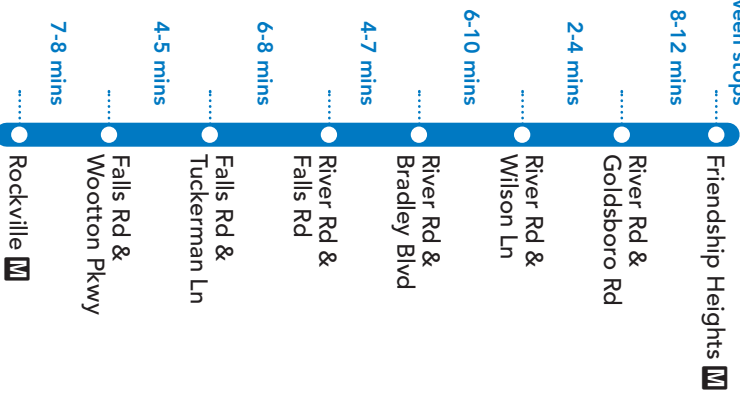 veen stops
8-12 mins
2-4 mins
6-10 mins
4-7 mins
6-8 mins
4-5 mins
7-8 mins
Friendship Heights M
River Rd &
Goldsboro Rd
River Rd &
Wilson Ln
River Rd &
Bradley Blvd
River Rd &
Falls Rd
Falls Rd &
Tuckerman Ln
Falls Rd &
Wootton Pkwy
Rockville M